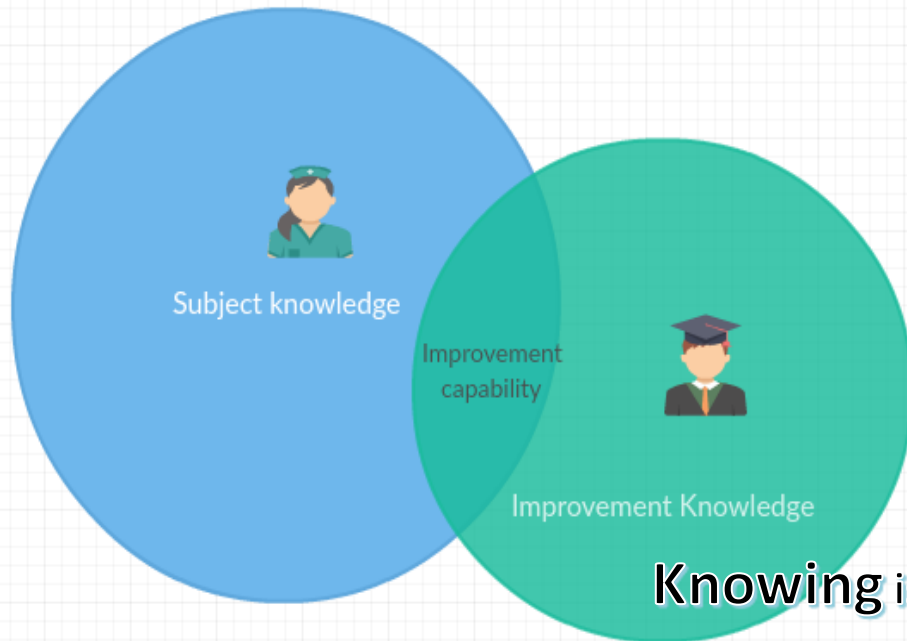 Subject knowledge
Improvement
capability
Improvement Knowledge
Knowing